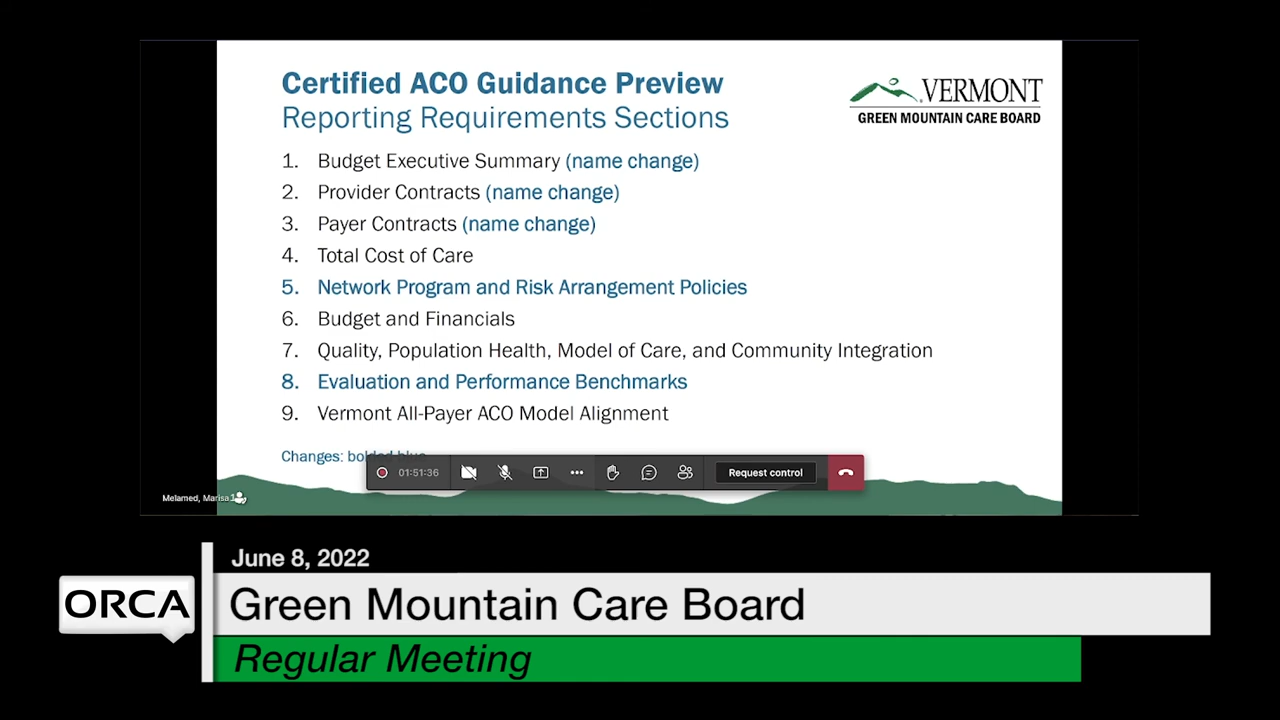 Certified ACO Guidance Preview
Reporting Requirements Sections
VERMONT
GREEN MOUNTAIN CARE BOARD
1. Budget Executive Summary (name change)
2. Provider Contracts (name change)
3. Payer Contracts (name change)
4. Total Cost of Care
5. Network Program and Risk Arrangement Policies
6. Budget and Financials
7. Quality, Population Health, Model of Care, and Community Integration
8. Evaluation and Performance Benchmarks
9. Vermont All-Payer ACO Model Alignment
Changes: bolded blue
01:51:36
Request control
Melamed, Marisa
June 8, 2022
ORCA
Green Mountain Care Board
Regular Meeting